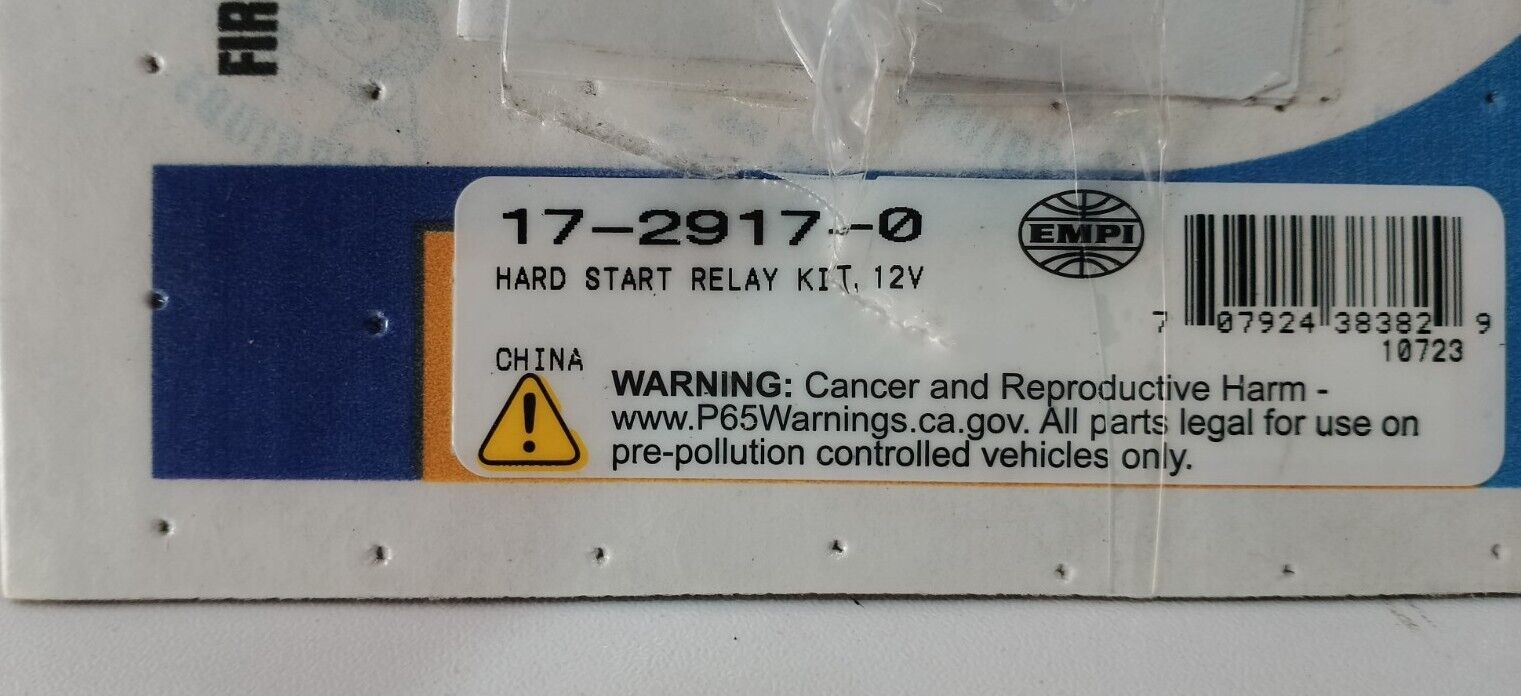 FIR
17-2917-0
HARD START RELAY KIT, 12V
EMPI
7 07924 38382 9
10723
CHINA
WARNING: Cancer and Reproductive Harm -
www.P65Warnings.ca.gov. All parts legal for use on
pre-pollution controlled vehicles only.